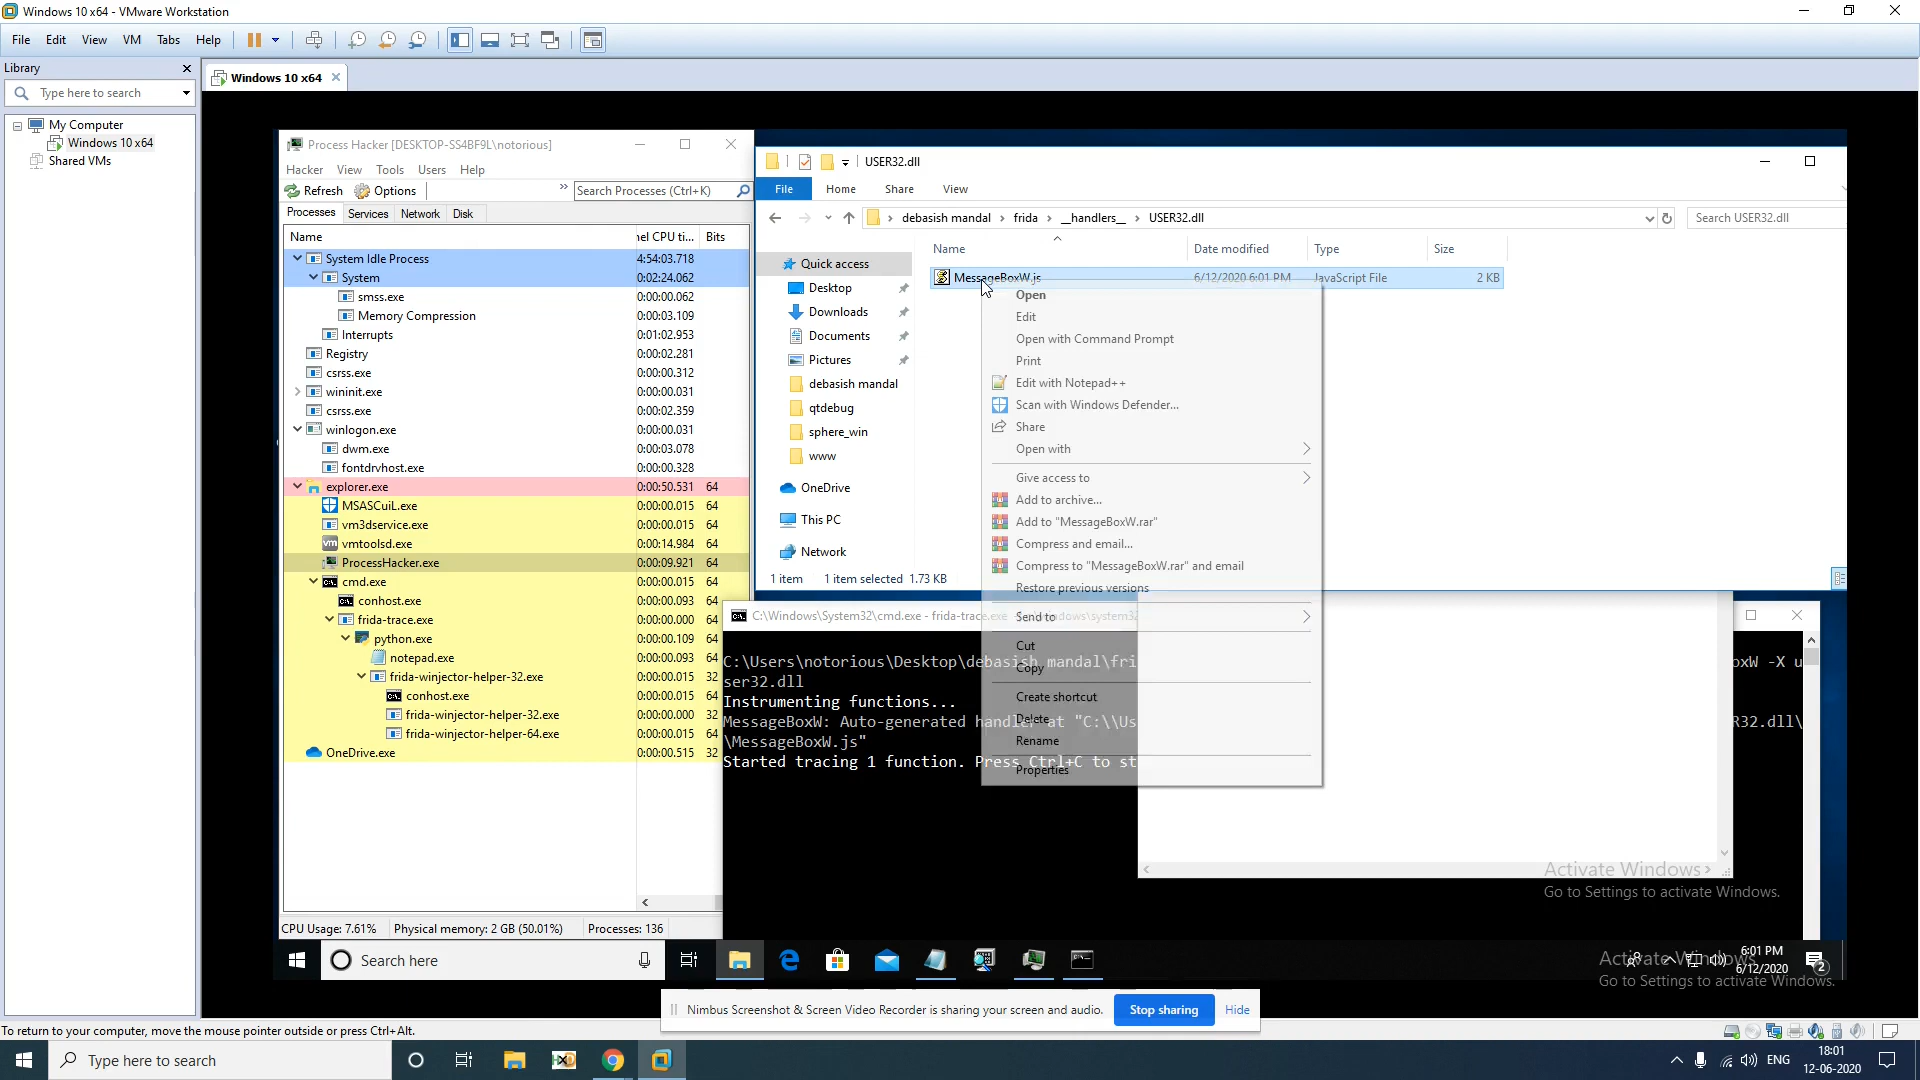 Windows 10 x64 - VMware Workstation
File Edit View VM Tabs Help
Library
Type here to search
My Computer
Windows 10 x64
Shared VMs
Windows 10 x64
Process Hacker [DESKTOP-SS4BF9L\notorious]
Hacker View Tools Users Help
Refresh Options Search Processes (Ctrl+K)
Processes Services Network Disk
Name nel CPU ti... Bits
System Idle Process 4:54:03.718
System 0:02:24.062
smss.exe 0:00:00.062
Memory Compression 0:00:03.109
Interrupts 0:01:02.953
Registry 0:00:02.281
csrss.exe 0:00:00.312
wininit.exe 0:00:00.031
csrss.exe 0:00:02.359
winlogon.exe 0:00:00.031
dwm.exe 0:00:03.078
fontdrvhost.exe 0:00:00.328
explorer.exe 0:00:50.531 64
MSASCuiL.exe 0:00:00.015 64
vm3dservice.exe 0:00:00.015 64
vmtoolsd.exe 0:00:14.984 64
ProcessHacker.exe 0:00:09.921 64
cmd.exe 0:00:00.015 64
conhost.exe 0:00:00.093 64
frida-trace.exe 0:00:00.000 64
python.exe 0:00:00.109 64
notepad.exe 0:00:00.093 64
frida-winjector-helper-32.exe 0:00:00.015 32
conhost.exe 0:00:00.015 64
frida-winjector-helper-32.exe 0:00:00.000 32
frida-winjector-helper-64.exe 0:00:00.015 64
OneDrive.exe 0:00:00.515 32
CPU Usage: 7.61% Physical memory: 2 GB (50.01%) Processes: 136
USER32.dll
File Home Share View
debasish mandal frida __handlers__ USER32.dll Search USER32.dll
Name Date modified Type Size
Quick access
Desktop
Downloads
Documents
Pictures
debasish mandal
qtdebug
sphere_win
www
OneDrive
This PC
Network
MessageBoxW.js 6/12/2020 6:01 PM JavaScript File 2 KB
1 item 1 item selected 1.73 KB
Open
Edit
Open with Command Prompt
Print
Edit with Notepad++
Scan with Windows Defender...
Share
Open with
Give access to
Add to archive...
Add to "MessageBoxW.rar"
Compress and email...
Compress to "MessageBoxW.rar" and email
Restore previous versions
Send to
Cut
Copy
Create shortcut
Delete
Rename
Properties
C:\Windows\System32\cmd.exe - frida-trace.exe
C:\Users\notorious\Desktop\debasish mandal\fri oxW -X u
ser32.dll
Instrumenting functions...
MessageBoxW: Auto-generated handler at "C:\\Us R32.dll\
\MessageBoxW.js"
Started tracing 1 function. Press Ctrl+C to st
Activate Windows
Go to Settings to activate Windows.
Search here
6:01 PM
6/12/2020
2
Activate Windows
Go to Settings to activate Windows.
Nimbus Screenshot & Screen Video Recorder is sharing your screen and audio. Stop sharing Hide
To return to your computer, move the mouse pointer outside or press Ctrl+Alt.
Type here to search
ENG
18:01
12-06-2020